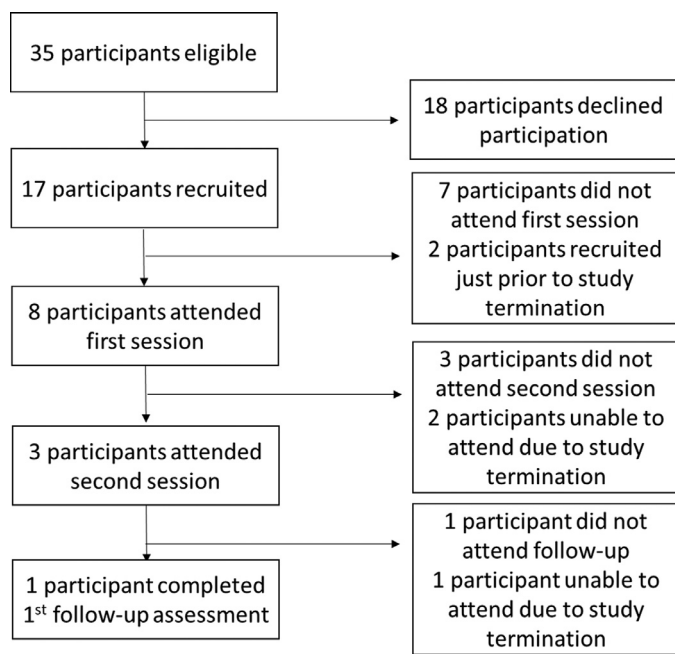 35 participants eligible
18 participants declined
participation
17 participants recruited
7 participants did not
attend first session
2 participants recruited
just prior to study
termination
8 participants attended
first session
3 participants did not
attend second session
2 participants unable to
attend due to study
termination
3 participants attended
second session
1 participant did not
attend follow-up
1 participant unable to
attend due to study
termination
1 participant completed
1st follow-up assessment